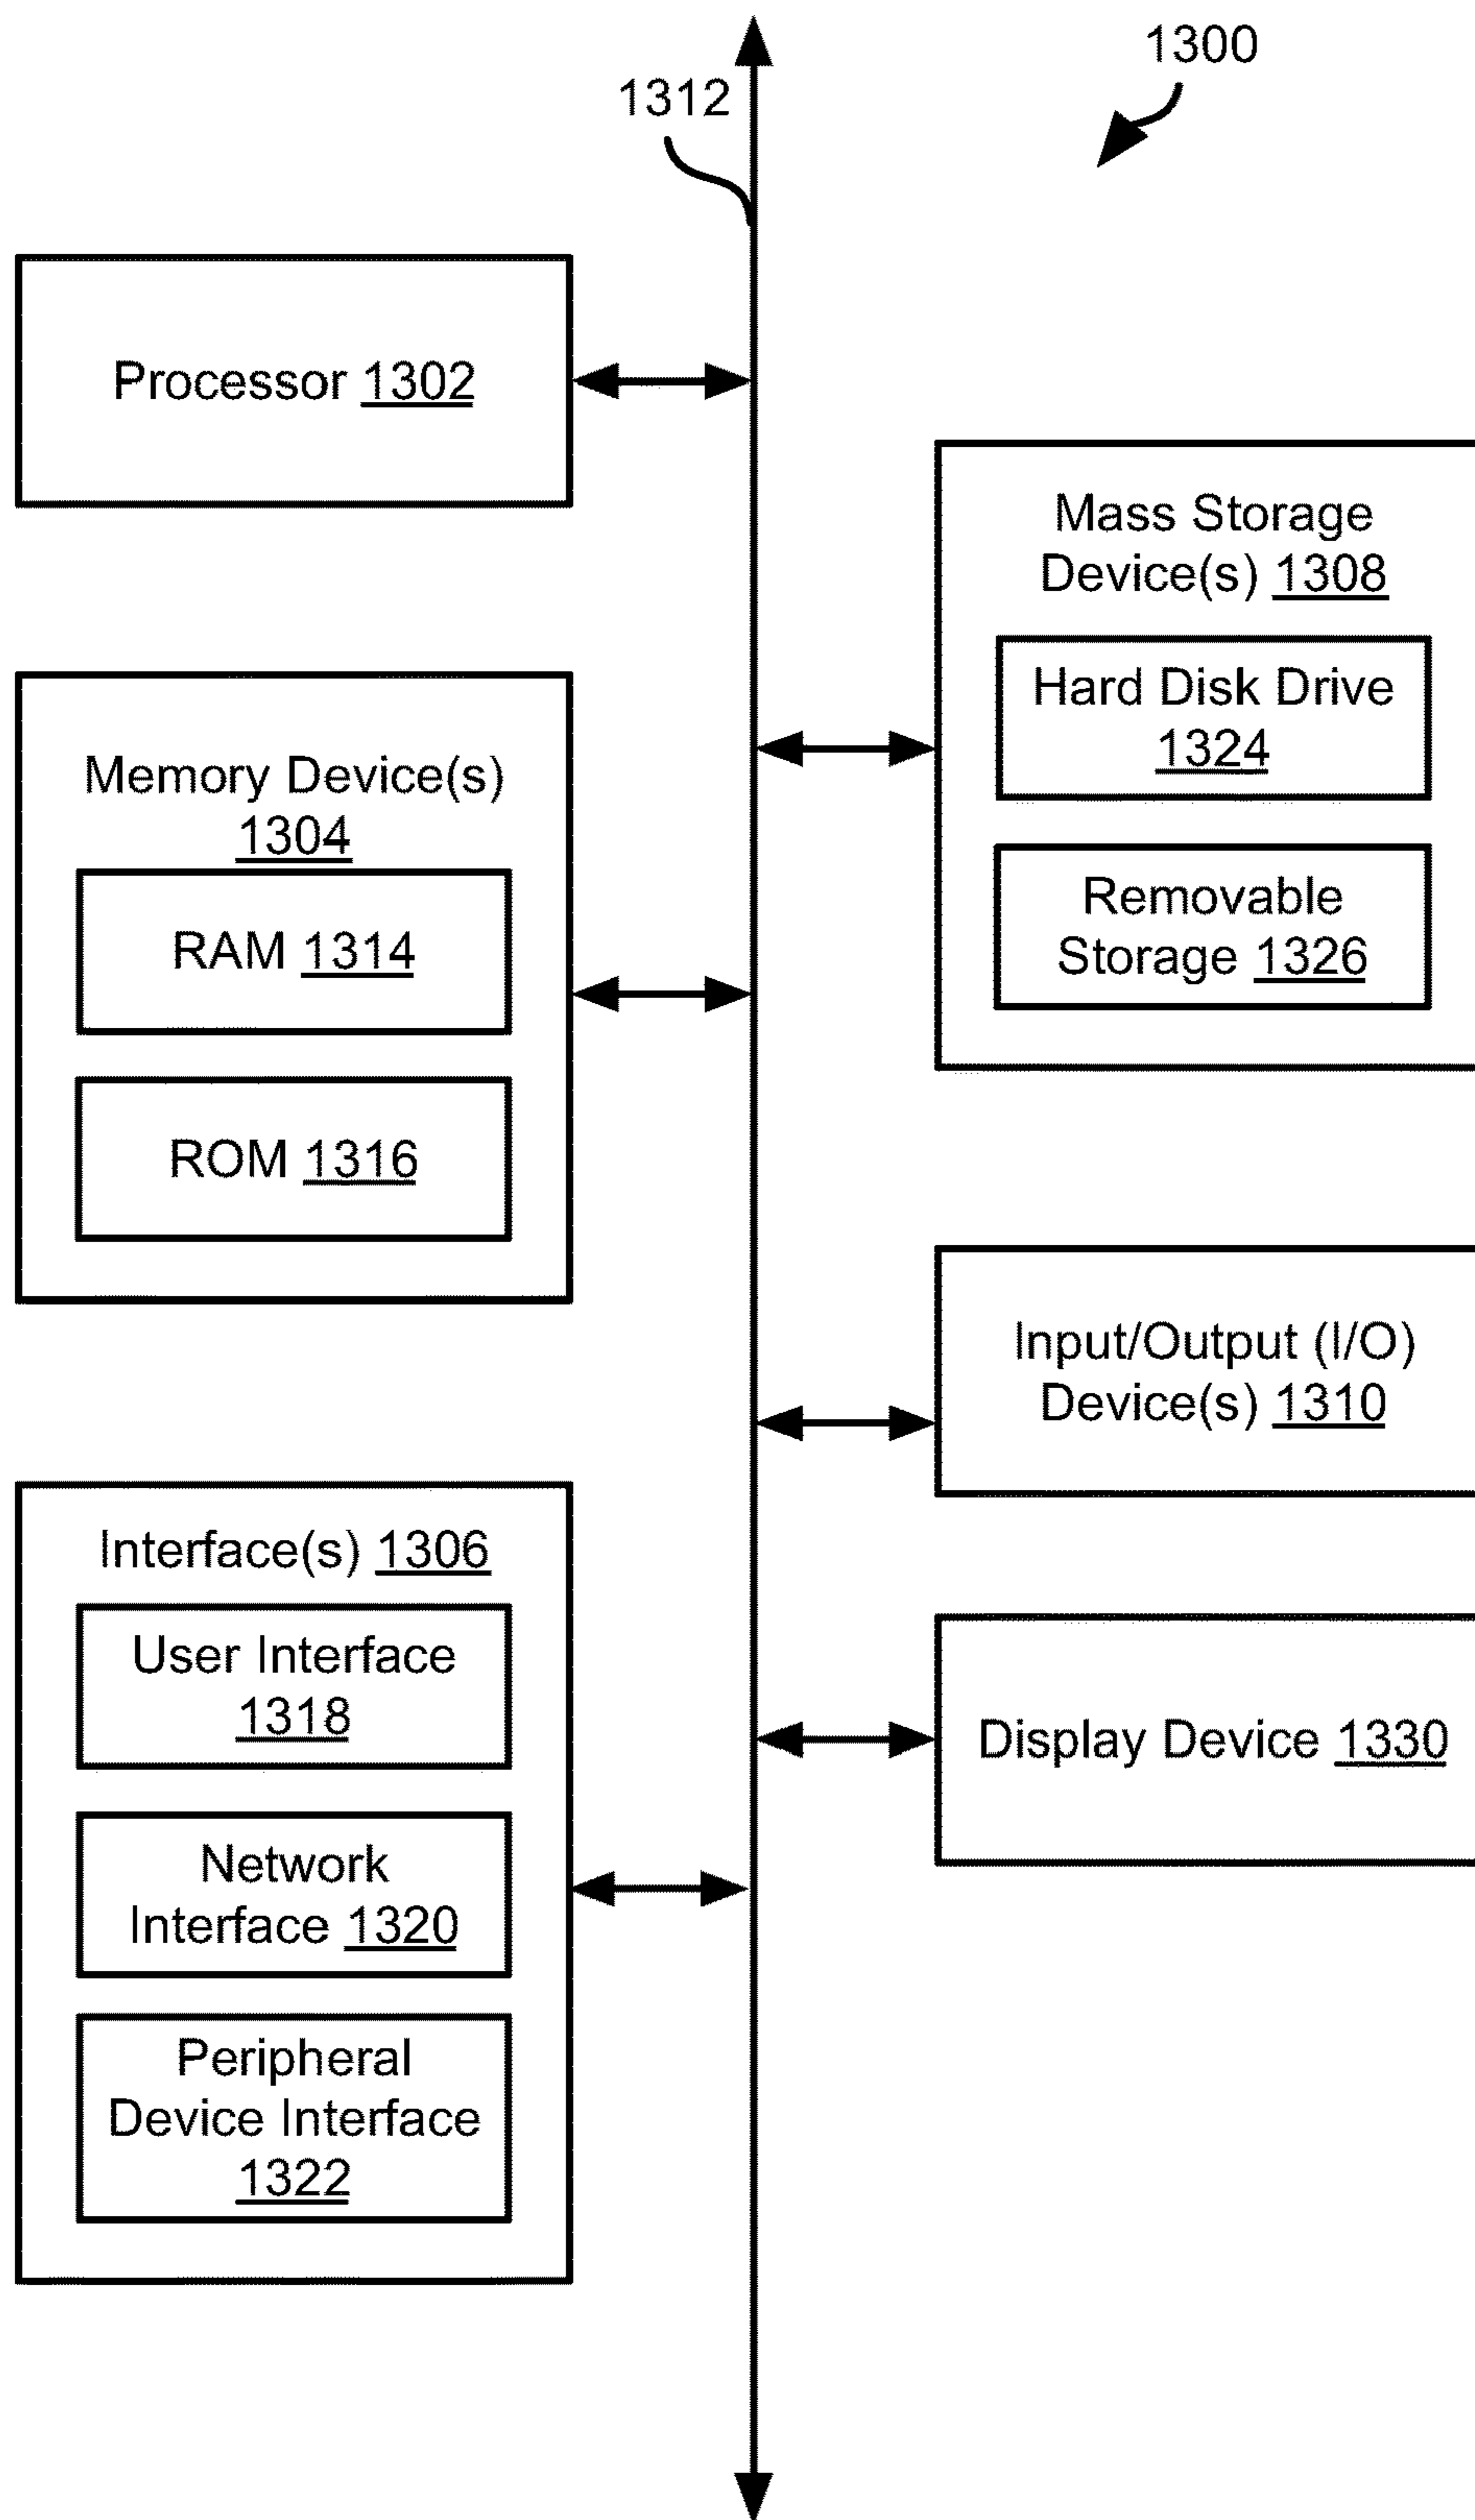 1300
1312
Processor 1302
Mass Storage
Device(s) 1308
Hard Disk Drive
1324
Removable
Storage 1326
Memory Device(s)
1304
RAM 1314
ROM 1316
Input/Output (I/O)
Device(s) 1310
Interface(s) 1306
User Interface
1318
Network
Interface 1320
Peripheral
Device Interface
1322
Display Device 1330